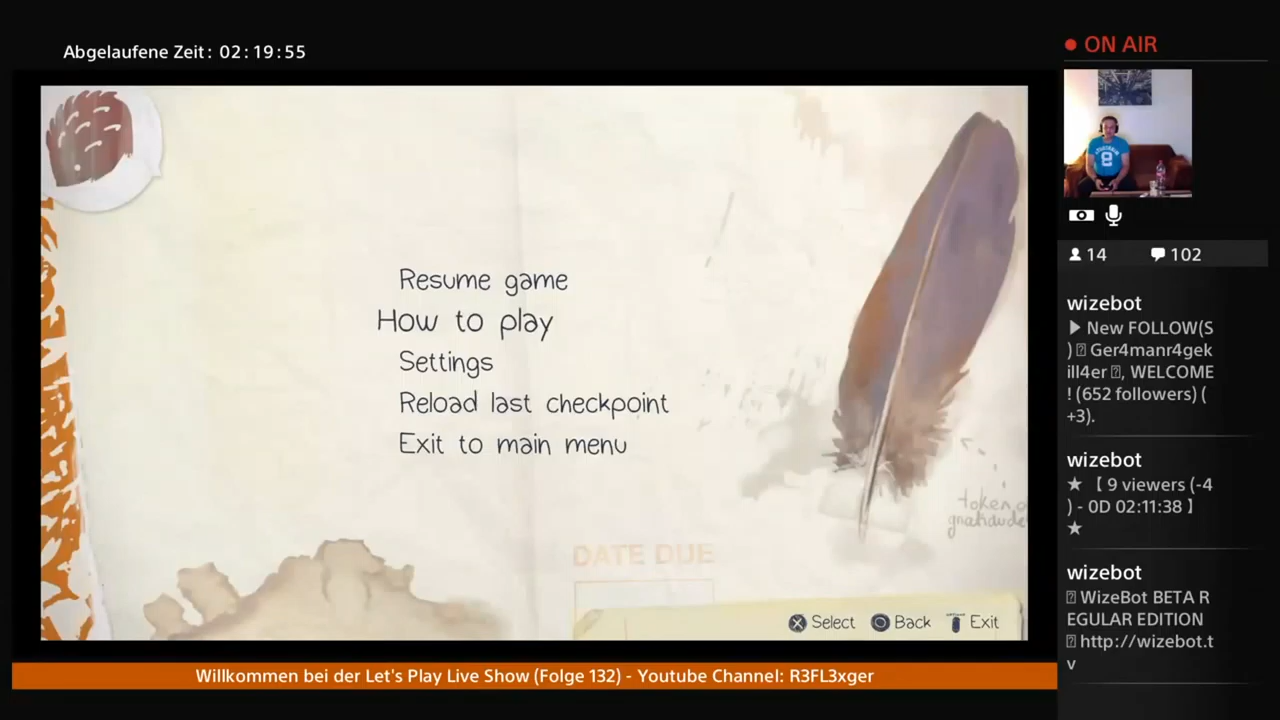 Abgelaufene Zeit: 02:19:55
ON AIR
Resume game
How to play
Settings
Reload last checkpoint
Exit to main menu
token o
gratitude
DATE DUE
Select Back Exit
Willkommen bei der Let's Play Live Show (Folge 132) - Youtube Channel: R3FL3xger
8
14 102
wizebot
New FOLLOW(S
) Ger4manr4gek
ill4er , WELCOME
! (652 followers) (
+3).
wizebot
★ 【 9 viewers (-4
) - 0D 02:11:38 】
★
wizebot
WizeBot BETA R
EGULAR EDITION
http://wizebot.t
v